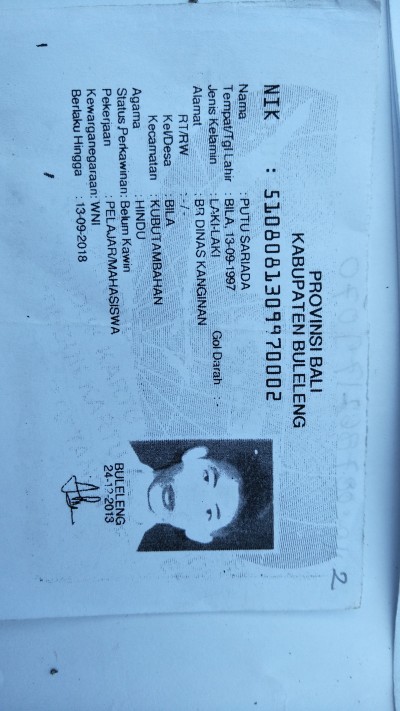 PROVINSI BALI
KABUPATEN BULELENG
NIK : 5108081309970002
Nama : PUTU SARIADA
Tempat/Tgl Lahir : BILA, 13-09-1997
Jenis Kelamin : LAKI-LAKI Gol Darah : -
Alamat : BR DINAS KANGINAN
RT/RW : -/-
Kel/Desa : BILA
Kecamatan : KUBUTAMBAHAN
Agama : HINDU
Status Perkawinan: Belum Kawin
Pekerjaan : PELAJAR/MAHASISWA
Kewarganegaraan: WNI
Berlaku Hingga : 13-09-2018
BULELENG
24-12-2013
2